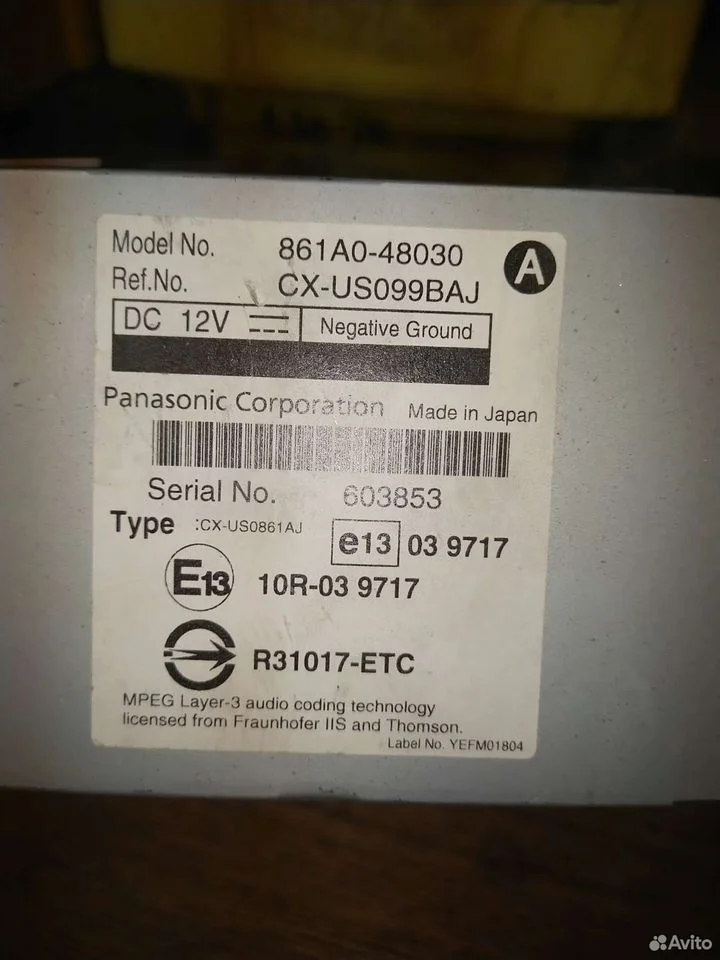 Model No. 861A0-48030 A
Ref.No. CX-US099BAJ
DC 12V Negative Ground
Panasonic Corporation Made in Japan
Serial No. 603853
Type :CX-US0861AJ e13 03 9717
E13 10R-03 9717
R31017-ETC
MPEG Layer-3 audio coding technology
licensed from Fraunhofer IIS and Thomson.
Label No. YEFM01804
Avito